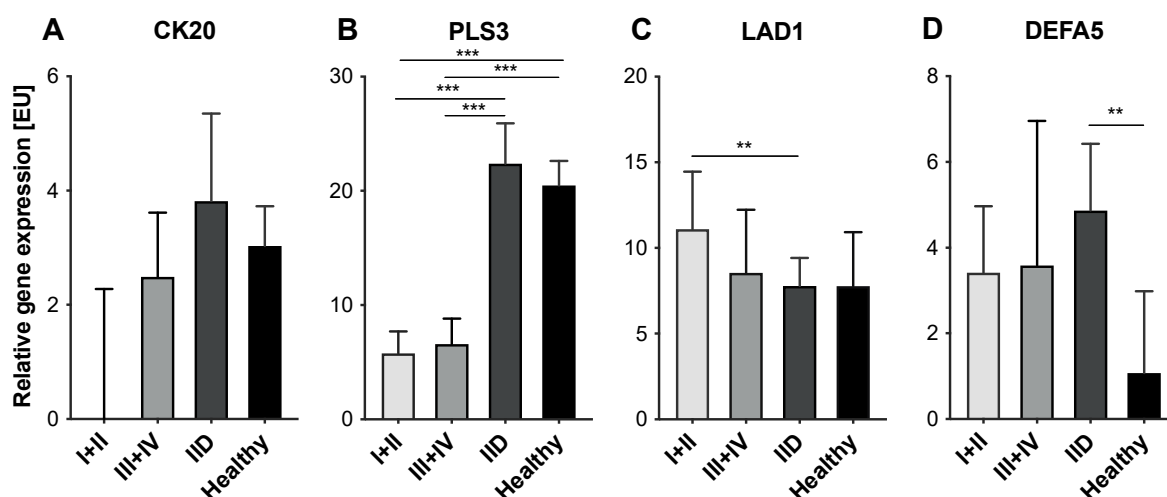 A CK20
B PLS3
C LAD1
D DEFA5
Relative gene expression [EU]
6
4
2
0
I+II
III+IV
IID
Healthy
30
20
10
0
***
***
***
***
I+II
III+IV
IID
Healthy
20
15
10
5
0
**
I+II
III+IV
IID
Healthy
8
6
4
2
0
**
I+II
III+IV
IID
Healthy